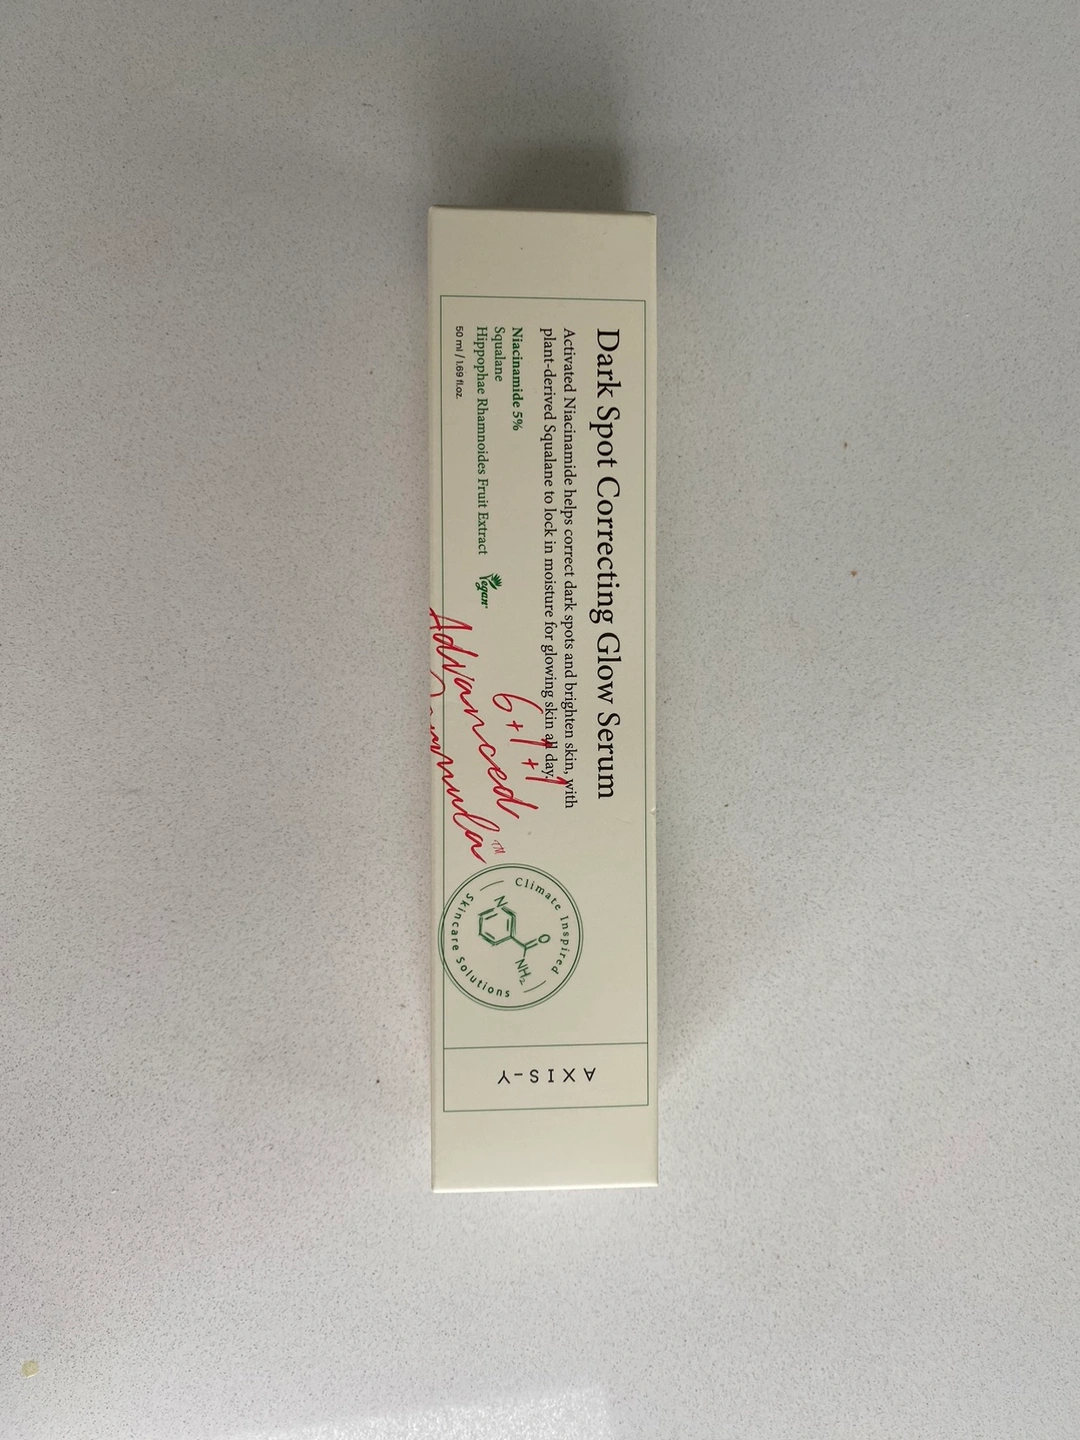 Dark Spot Correcting Glow Serum
Activated Niacinamide helps correct dark spots and brighten skin, with
plant-derived Squalane to lock in moisture for glowing skin all day.
Niacinamide 5%
Squalane
Hippophae Rhamnoides Fruit Extract
Vegan
50 ml / 1.69 fl.oz.
6+1+1
Advanced
Formula™
Climate Inspired
Skincare Solutions
N
O
NH₂
AXIS-Y